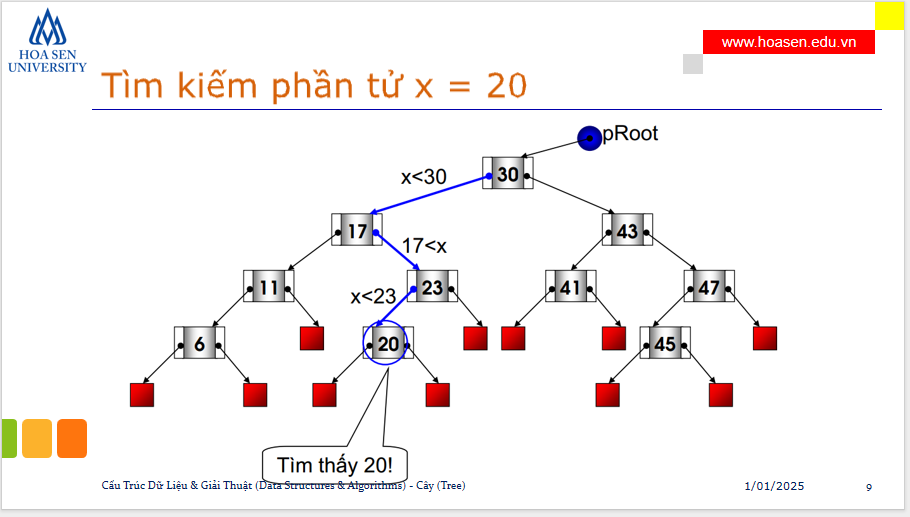 HOA SEN
UNIVERSITY
www.hoasen.edu.vn
Tìm kiếm phần tử x = 20
pRoot
30
x<30
17
43
17<x
11
23
41
47
x<23
6
20
45
Tìm thấy 20!
Cấu Trúc Dữ Liệu & Giải Thuật (Data Structures & Algorithms) - Cây (Tree)
1/01/2025
9